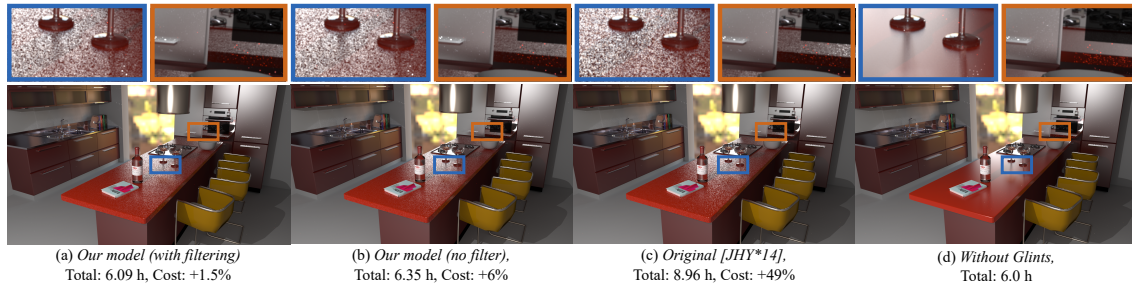 (a) Our model (with filtering)
Total: 6.09 h, Cost: +1.5%
(b) Our model (no filter),
Total: 6.35 h, Cost: +6%
(c) Original [JHY*14],
Total: 8.96 h, Cost: +49%
(d) Without Glints,
Total: 6.0 h